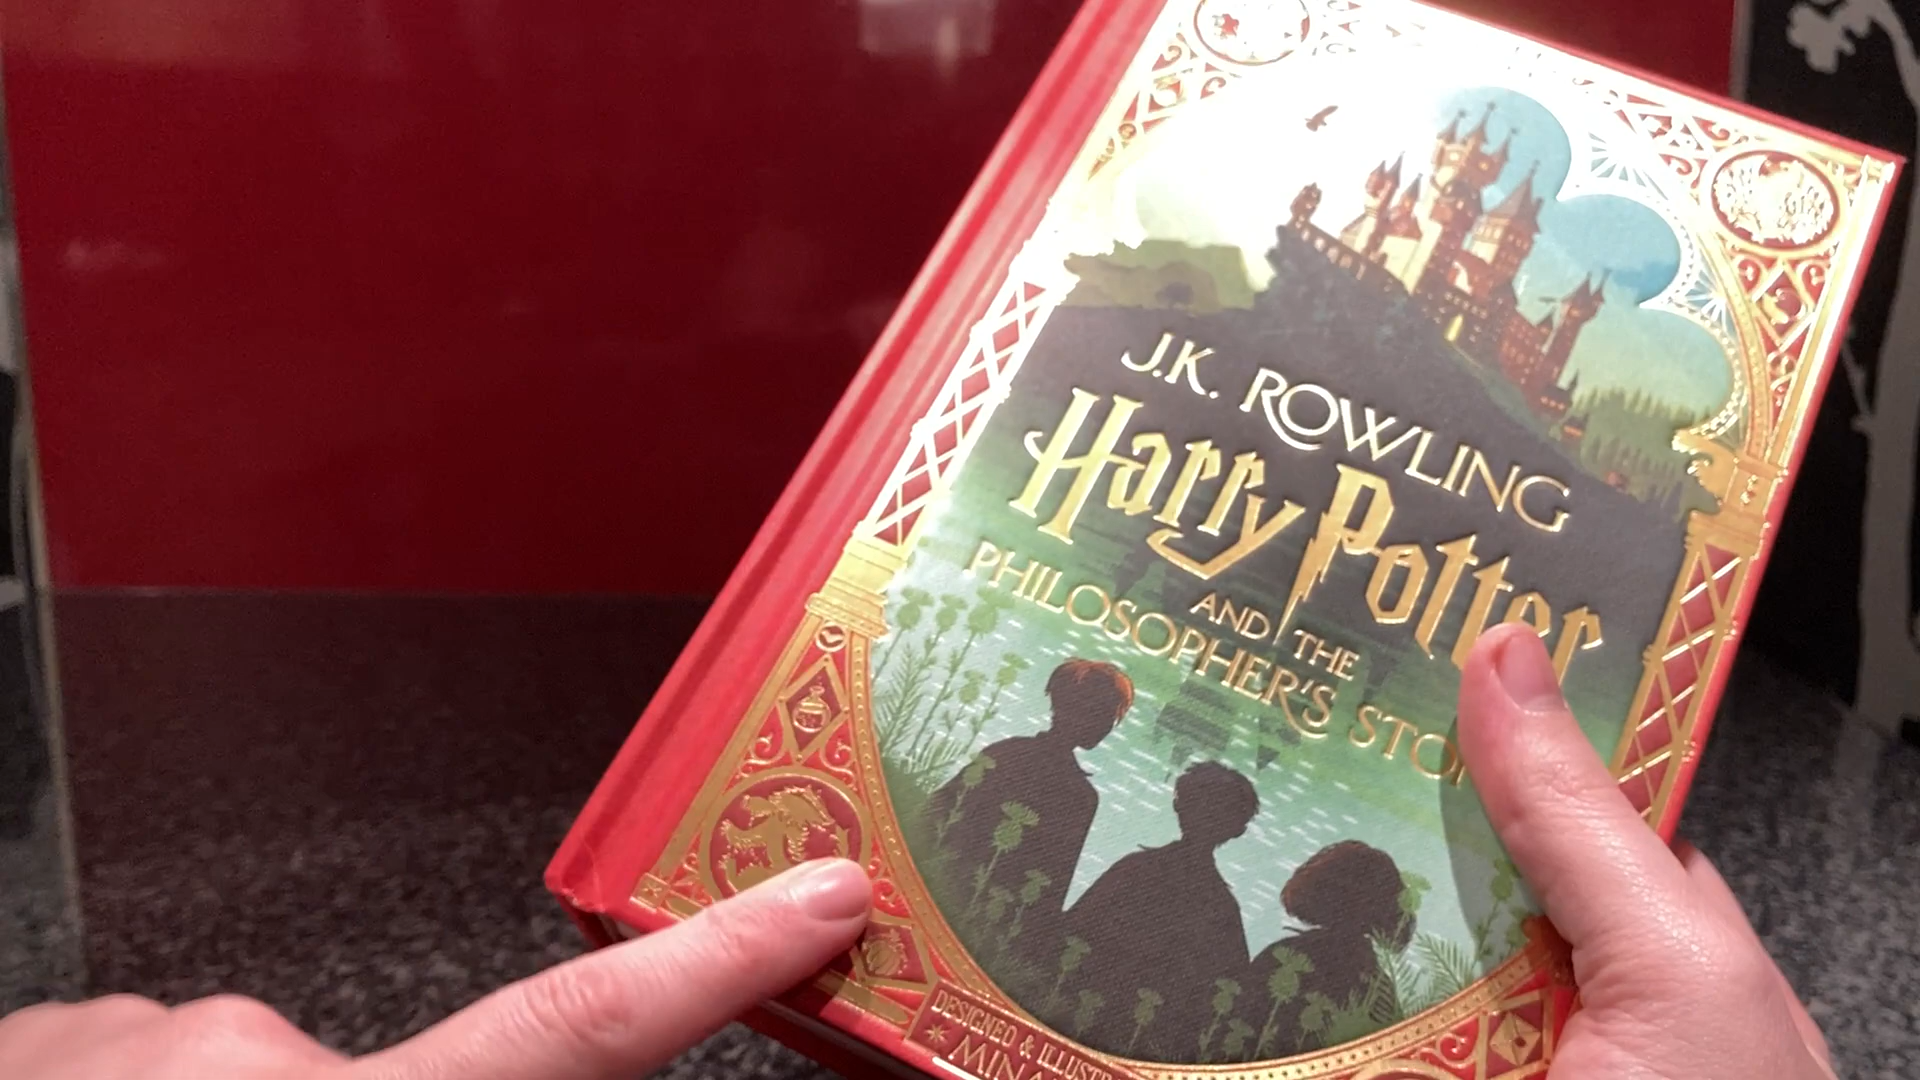 J.K. ROWLING
Harry Potter
AND THE
PHILOSOPHER'S
DESIGNED &